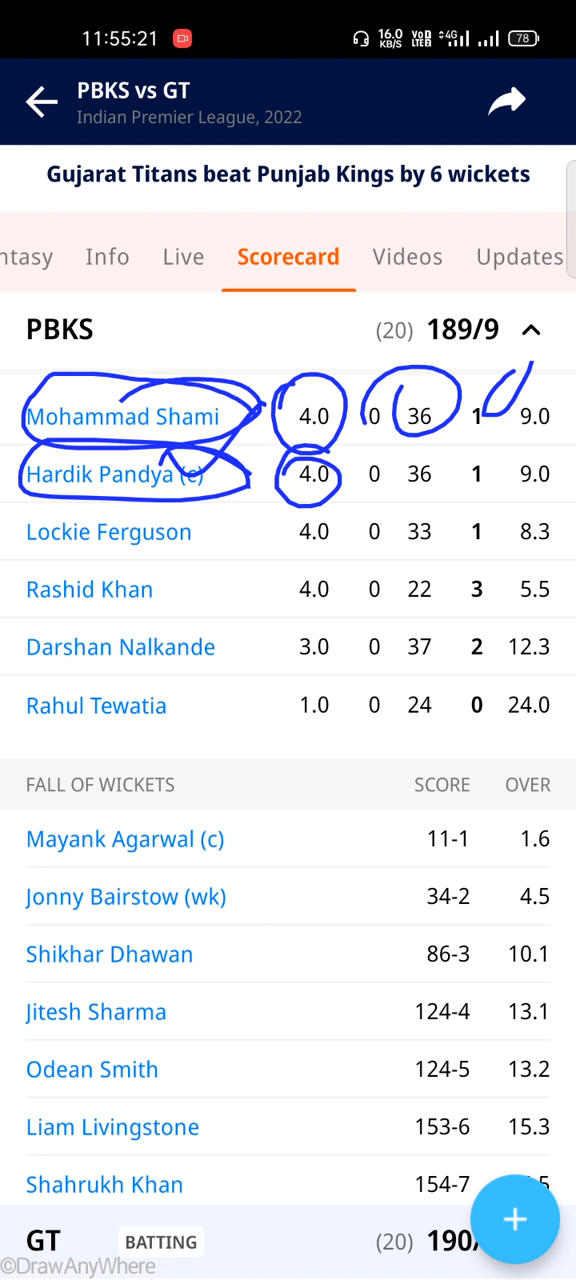 11:55:21 16.0 KB/S VoD LTE2 4G 78
PBKS vs GT
Indian Premier League, 2022
Gujarat Titans beat Punjab Kings by 6 wickets
ntasy Info Live Scorecard Videos Updates
PBKS (20) 189/9
Mohammad Shami 4.0 0 36 1 9.0
Hardik Pandya (c) 4.0 0 36 1 9.0
Lockie Ferguson 4.0 0 33 1 8.3
Rashid Khan 4.0 0 22 3 5.5
Darshan Nalkande 3.0 0 37 2 12.3
Rahul Tewatia 1.0 0 24 0 24.0
FALL OF WICKETS SCORE OVER
Mayank Agarwal (c) 11-1 1.6
Jonny Bairstow (wk) 34-2 4.5
Shikhar Dhawan 86-3 10.1
Jitesh Sharma 124-4 13.1
Odean Smith 124-5 13.2
Liam Livingstone 153-6 15.3
Shahrukh Khan 154-7
GT BATTING (20) 190/
©DrawAnyWhere